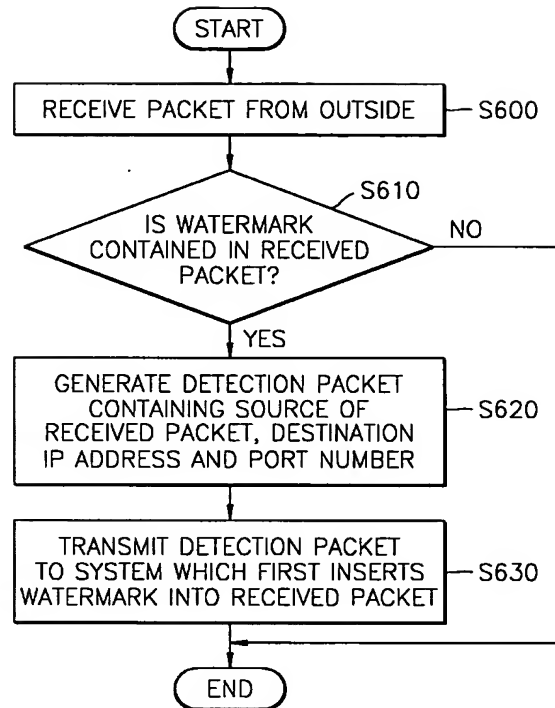 START
RECEIVE PACKET FROM OUTSIDE
S600
S610
IS WATERMARK
CONTAINED IN RECEIVED
PACKET?
NO
YES
GENERATE DETECTION PACKET
CONTAINING SOURCE OF
RECEIVED PACKET, DESTINATION
IP ADDRESS AND PORT NUMBER
S620
TRANSMIT DETECTION PACKET
TO SYSTEM WHICH FIRST INSERTS
WATERMARK INTO RECEIVED PACKET
S630
END